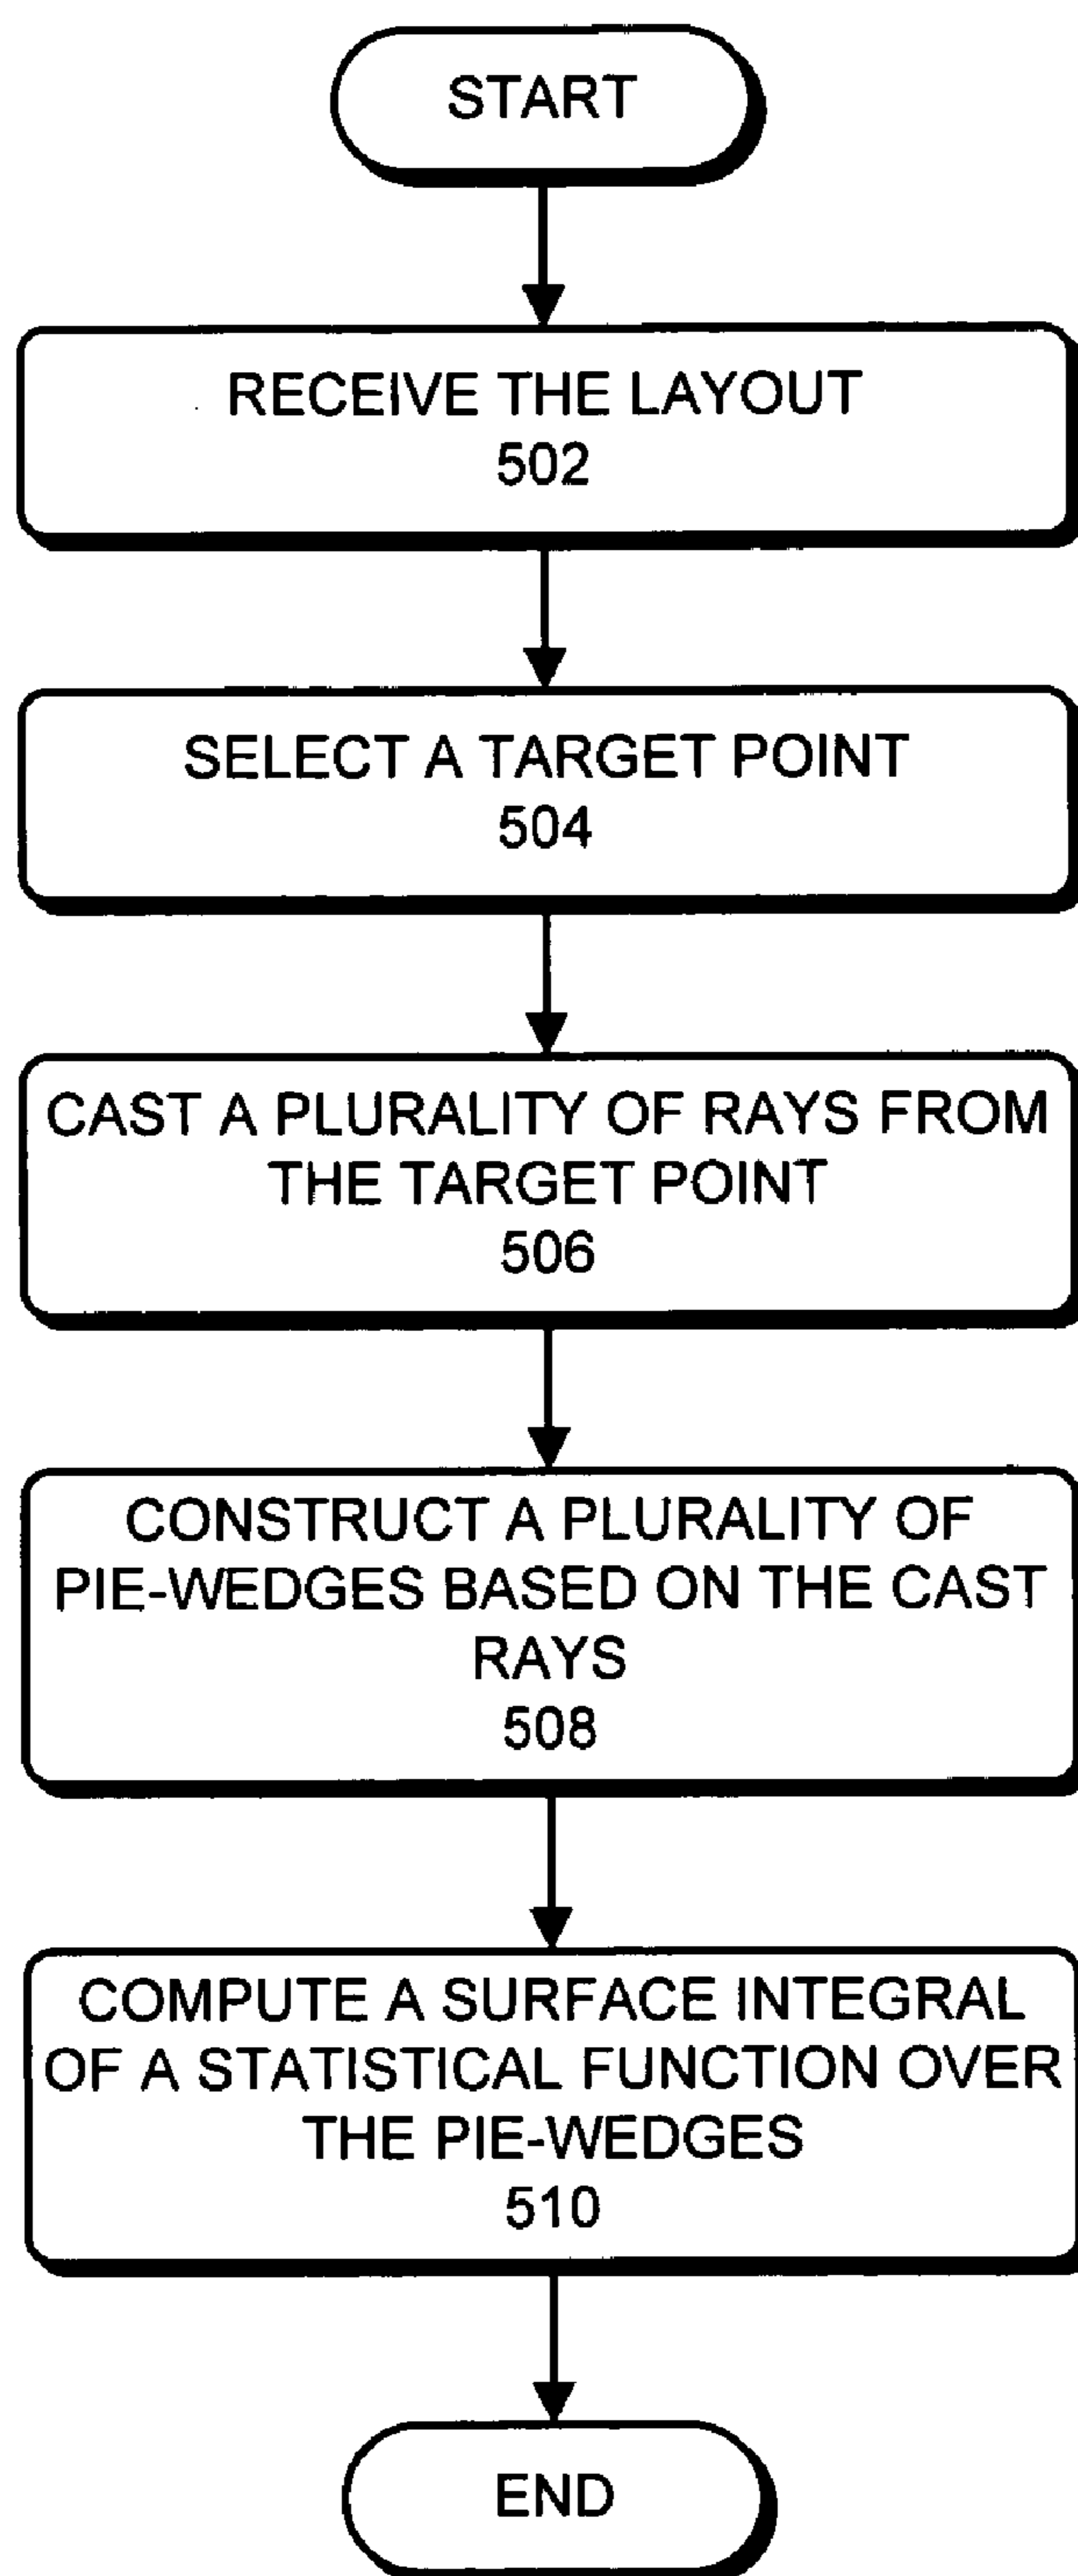 START
RECEIVE THE LAYOUT
502
SELECT A TARGET POINT
504
CAST A PLURALITY OF RAYS FROM
THE TARGET POINT
506
CONSTRUCT A PLURALITY OF
PIE-WEDGES BASED ON THE CAST
RAYS
508
COMPUTE A SURFACE INTEGRAL
OF A STATISTICAL FUNCTION OVER
THE PIE-WEDGES
510
END